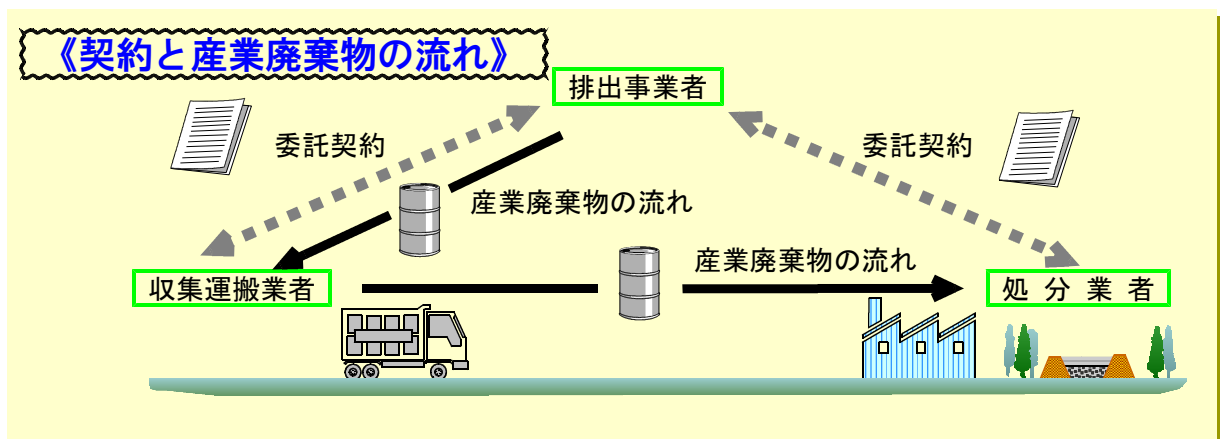 《契約と産業廃棄物の流れ》
排出事業者
委託契約
委託契約
産業廃棄物の流れ
産業廃棄物の流れ
収集運搬業者
処分業者